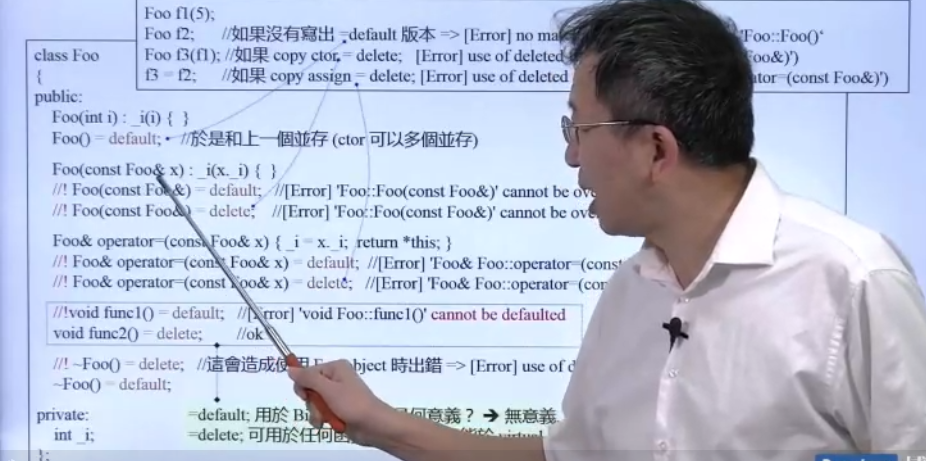 Foo f1(5);
Foo f2; //如果沒有寫出 =default 版本 => [Error] no 'Foo::Foo()'
Foo f3(f1); //如果 copy ctor = delete; [Error] use of deleted
f3 = f2; //如果 copy assign = delete; [Error] use of deleted (const Foo&)')
class Foo
{
public:
Foo(int i) : _i(i) { }
Foo() = default; //於是和上一個並存 (ctor 可以多個並存)
Foo(const Foo& x) : _i(x._i) { }
//! Foo(const Foo&) = default; //[Error] 'Foo::Foo(const Foo&)' cannot be
//! Foo(const Foo&) = delete; //[Error] 'Foo::Foo(const Foo&)' cannot be
Foo& operator=(const Foo& x) { _i = x._i; return *this; }
//! Foo& operator=(const Foo& x) = default; //[Error] 'Foo& Foo::operator=(const
//! Foo& operator=(const Foo& x) = delete; //[Error] 'Foo& Foo::operator=(
//!void func1() = default; //[Error] 'void Foo::func1()' cannot be defaulted
void func2() = delete; //ok
//! ~Foo() = delete; //這會造成使用 object 時出錯 => [Error] use of
~Foo() = default;
private: =default; 用於 何意義？ → 無意義.
int _i; =delete; 可用於任何 virtual
};